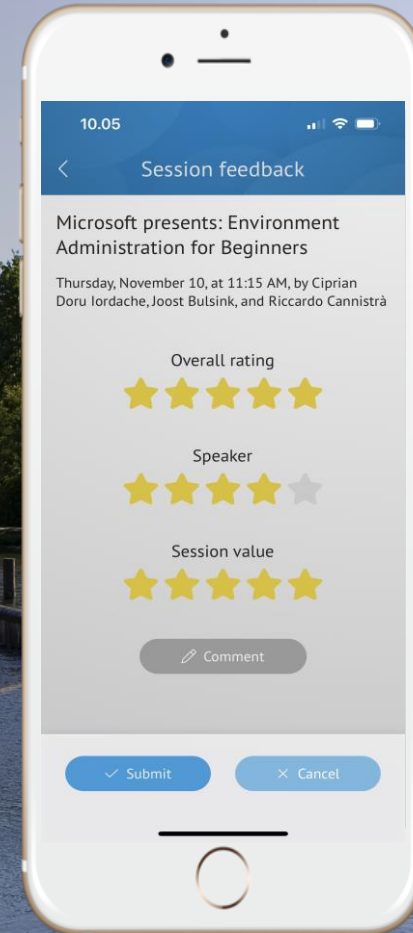 10.05
Session feedback
Microsoft presents: Environment
Administration for Beginners
Thursday, November 10, at 11:15 AM, by Ciprian
Doru Iordache, Joost Bulsink, and Riccardo Cannistrà
Overall rating
Speaker
Session value
Comment
Submit
Cancel